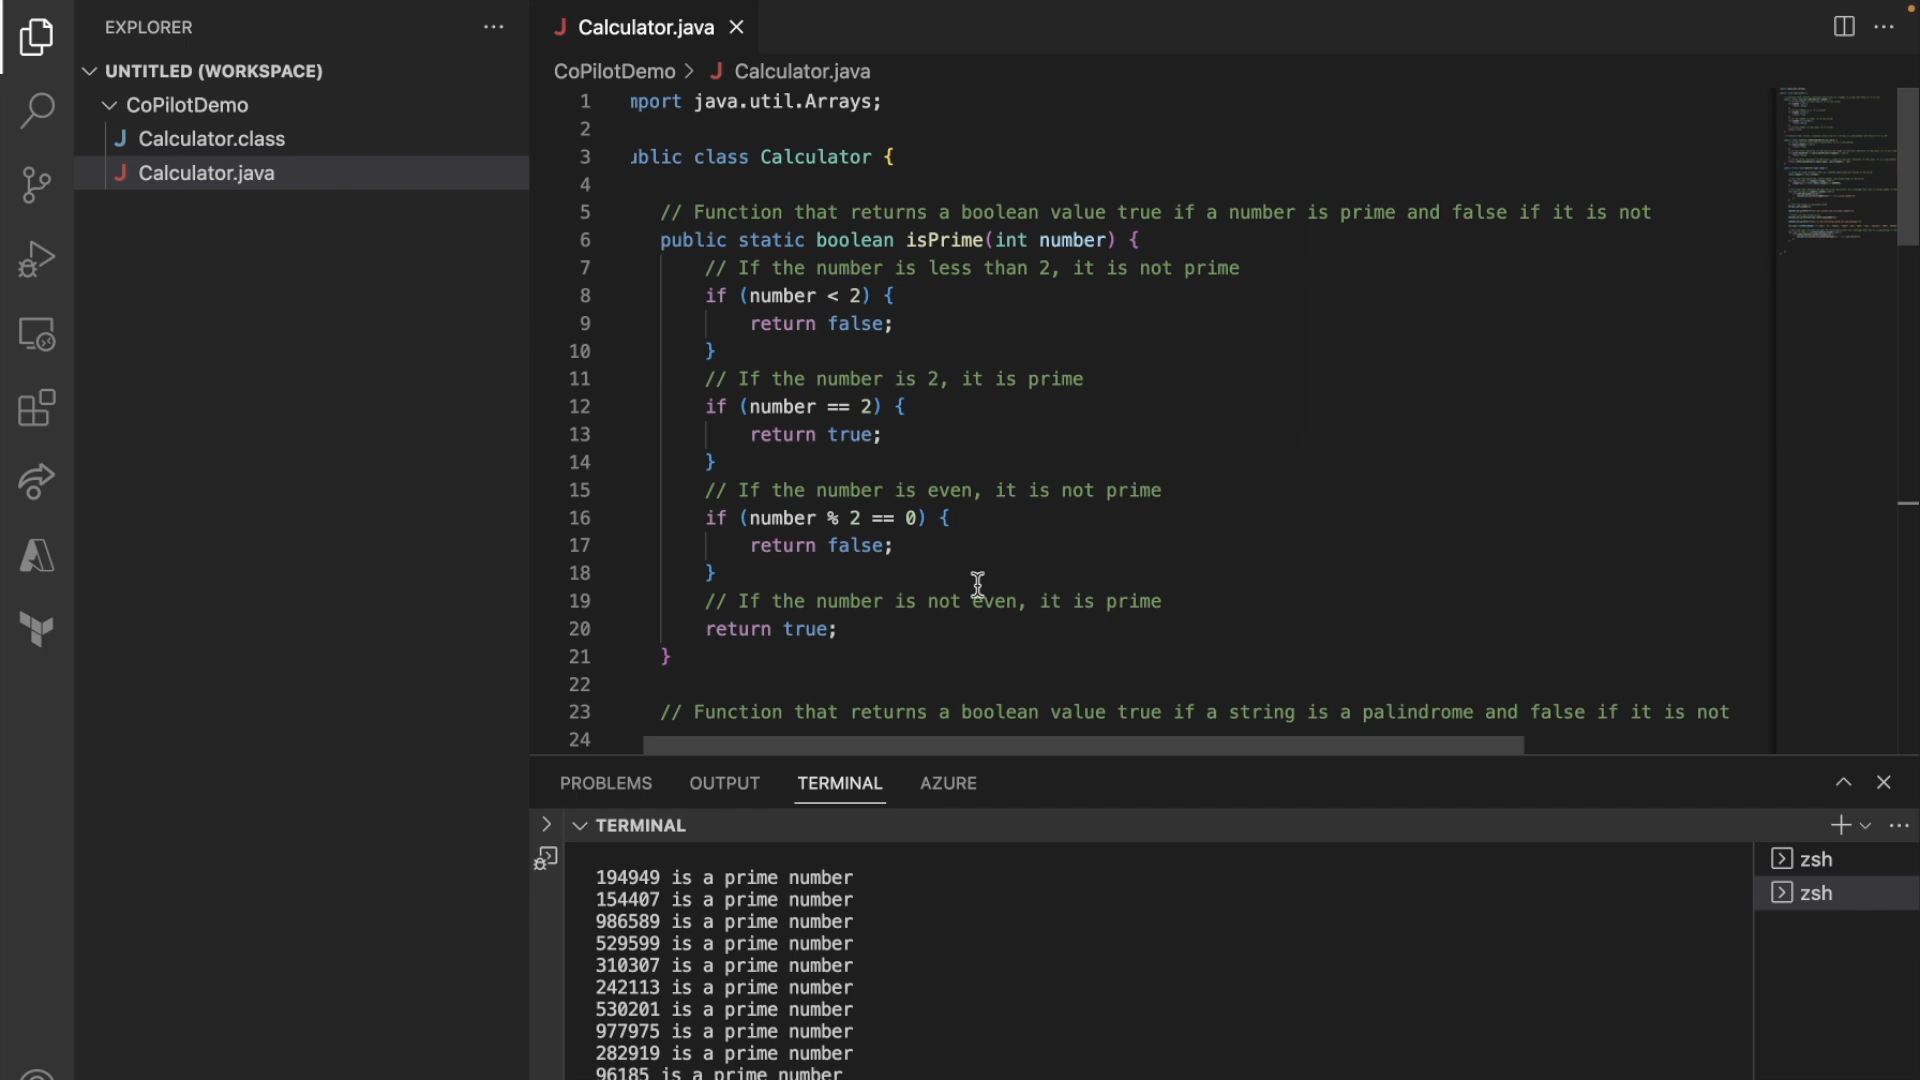 EXPLORER
UNTITLED (WORKSPACE)
CoPilotDemo
J Calculator.class
J Calculator.java
J Calculator.java
CoPilotDemo > J Calculator.java
1 mport java.util.Arrays;
2
3 ublic class Calculator {
4
5 // Function that returns a boolean value true if a number is prime and false if it is not
6 public static boolean isPrime(int number) {
7 // If the number is less than 2, it is not prime
8 if (number < 2) {
9 return false;
10 }
11 // If the number is 2, it is prime
12 if (number == 2) {
13 return true;
14 }
15 // If the number is even, it is not prime
16 if (number % 2 == 0) {
17 return false;
18 }
19 // If the number is not even, it is prime
20 return true;
21 }
22
23 // Function that returns a boolean value true if a string is a palindrome and false if it is not
24
PROBLEMS OUTPUT TERMINAL AZURE
TERMINAL
194949 is a prime number
154407 is a prime number
986589 is a prime number
529599 is a prime number
310307 is a prime number
242113 is a prime number
530201 is a prime number
977975 is a prime number
282919 is a prime number
96185 is a prime number
zsh
zsh